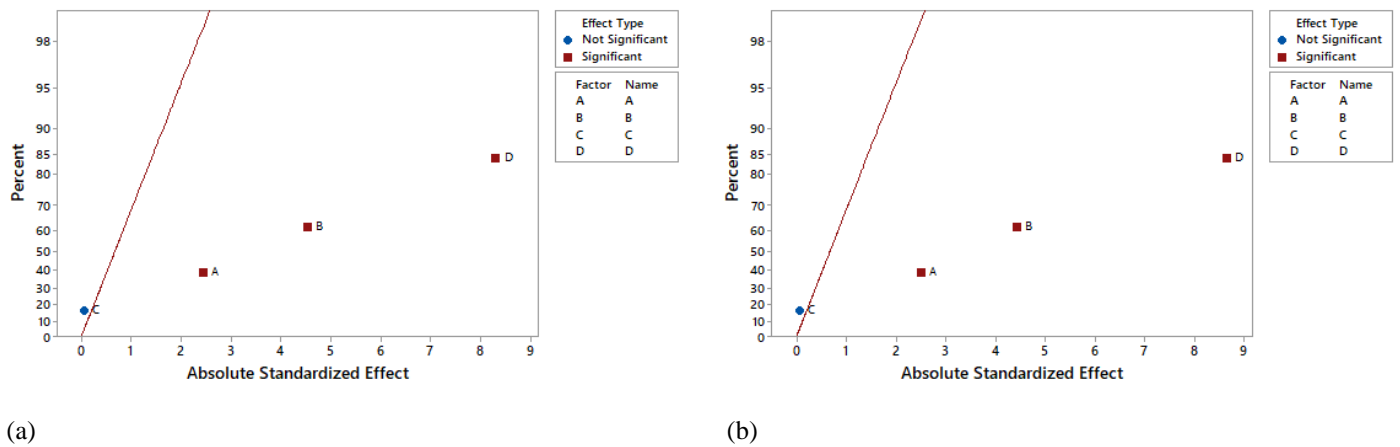 98
95
90
85
80
70
60
50
40
30
20
10
0
Percent
D
B
A
C
0 1 2 3 4 5 6 7 8 9
Absolute Standardized Effect
Effect Type
Not Significant
Significant
Factor Name
A A
B B
C C
D D
(a)
98
95
90
85
80
70
60
50
40
30
20
10
0
Percent
D
B
A
C
0 1 2 3 4 5 6 7 8 9
Absolute Standardized Effect
Effect Type
Not Significant
Significant
Factor Name
A A
B B
C C
D D
(b)